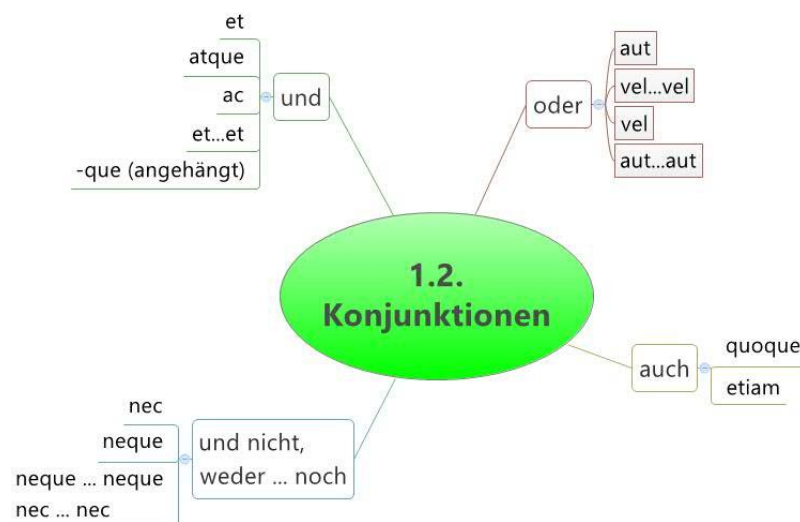 et
atque
ac
et...et
-que (angehängt)
und
oder
aut
vel...vel
vel
aut...aut
1.2.
Konjunktionen
auch
quoque
etiam
nec
neque
neque ... neque
nec ... nec
und nicht,
weder ... noch